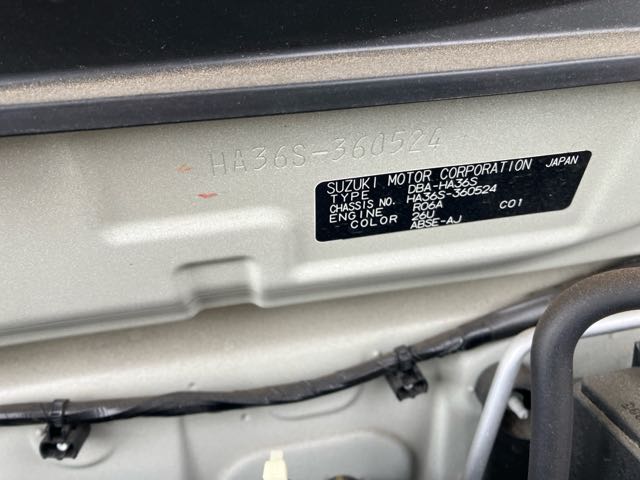 HA36S-360524
SUZUKI MOTOR CORPORATION JAPAN
TYPE DBA-HA36S
CHASSIS NO. HA36S-360524
ENGINE R06A C01
COLOR 26U
ABSE-AJ